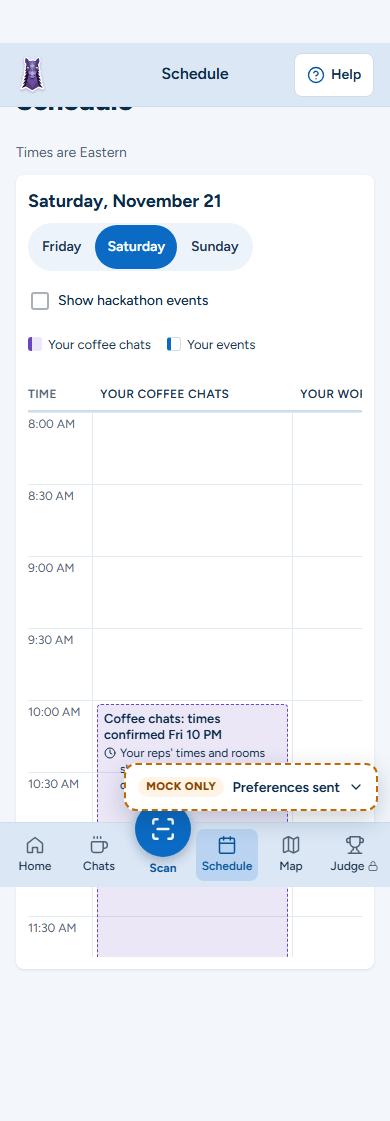 Schedule
Help
Schedule
Times are Eastern
Saturday, November 21
Friday
Saturday
Sunday
Show hackathon events
Your coffee chats
Your events
TIME
YOUR COFFEE CHATS
YOUR WO
8:00 AM
8:30 AM
9:00 AM
9:30 AM
10:00 AM
Coffee chats: times
confirmed Fri 10 PM
Your reps' times and rooms
10:30 AM
MOCK ONLY
Preferences sent
Home
Chats
Scan
Schedule
Map
Judge
11:30 AM